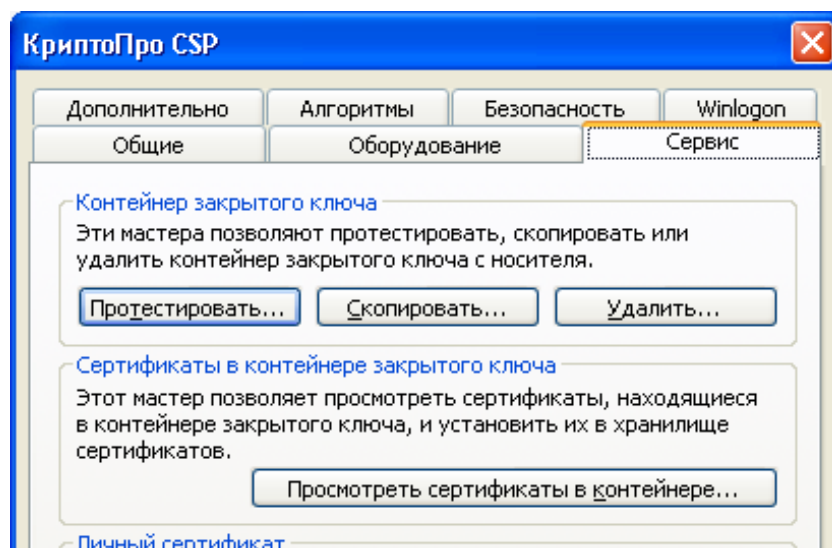 КриптоПро CSP
Дополнительно Алгоритмы Безопасность Winlogon
Общие Оборудование Сервис
Контейнер закрытого ключа
Эти мастера позволяют протестировать, скопировать или
удалить контейнер закрытого ключа с носителя.
Протестировать... Скопировать... Удалить...
Сертификаты в контейнере закрытого ключа
Этот мастер позволяет просмотреть сертификаты, находящиеся
в контейнере закрытого ключа, и установить их в хранилище
сертификатов.
Просмотреть сертификаты в контейнере...
Личный сертификат